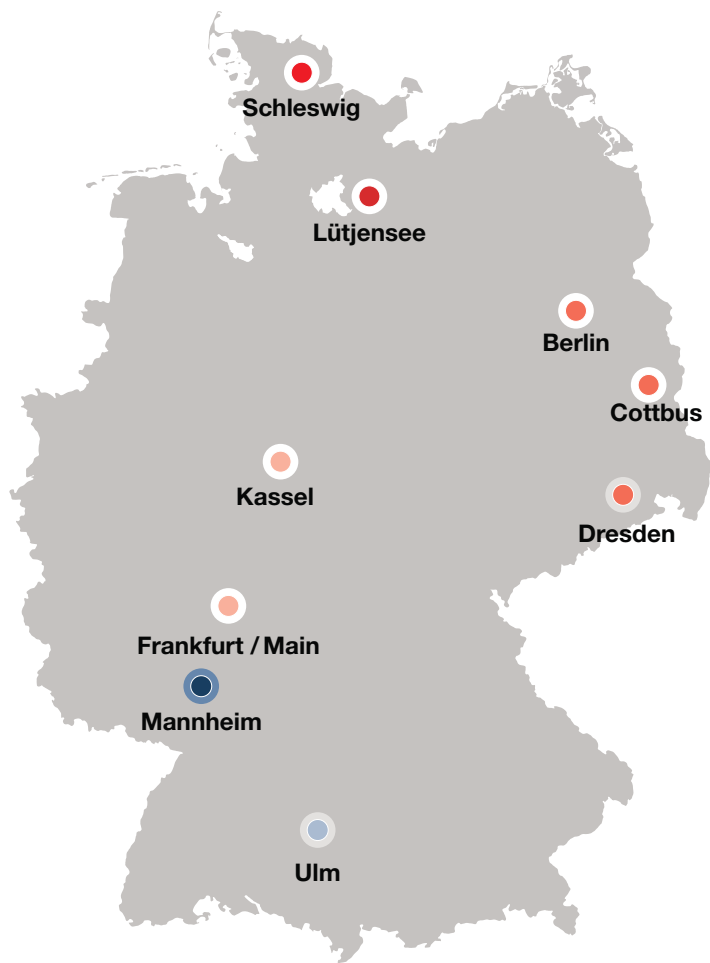 Schleswig
Lütjensee
Berlin
Cottbus
Kassel
Dresden
Frankfurt / Main
Mannheim
Ulm